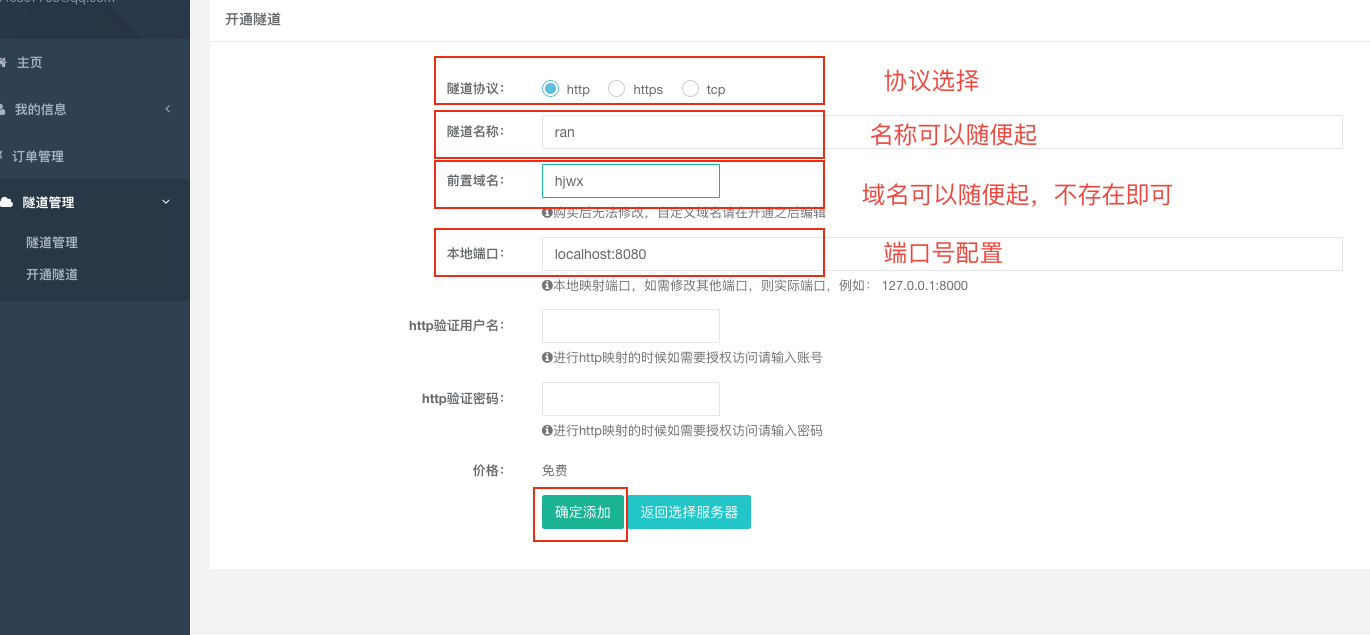 主页
我的信息
订单管理
隧道管理
隧道管理
开通隧道
开通隧道
隧道协议： http https tcp 协议选择
隧道名称： ran 名称可以随便起
前置域名： hjwx 域名可以随便起，不存在即可
购买后无法修改，自定义域名请在开通之后编辑
本地端口： localhost:8080 端口号配置
本地映射端口，如需修改其他端口，则实际端口，例如： 127.0.0.1:8000
http验证用户名：
进行http映射的时候如需要授权访问请输入账号
http验证密码：
进行http映射的时候如需要授权访问请输入密码
价格： 免费
确定添加 返回选择服务器